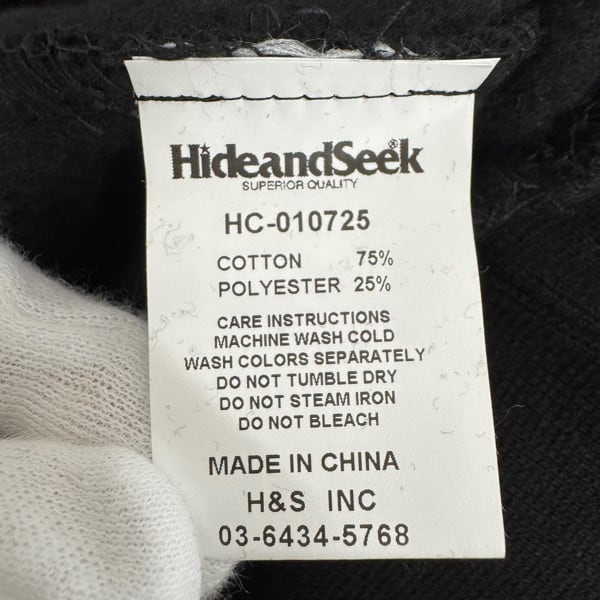 HideandSeek®
SUPERIOR QUALITY
HC-010725
COTTON 75%
POLYESTER 25%
CARE INSTRUCTIONS
MACHINE WASH COLD
WASH COLORS SEPARATELY
DO NOT TUMBLE DRY
DO NOT STEAM IRON
DO NOT BLEACH
MADE IN CHINA
H&S INC
03-6434-5768